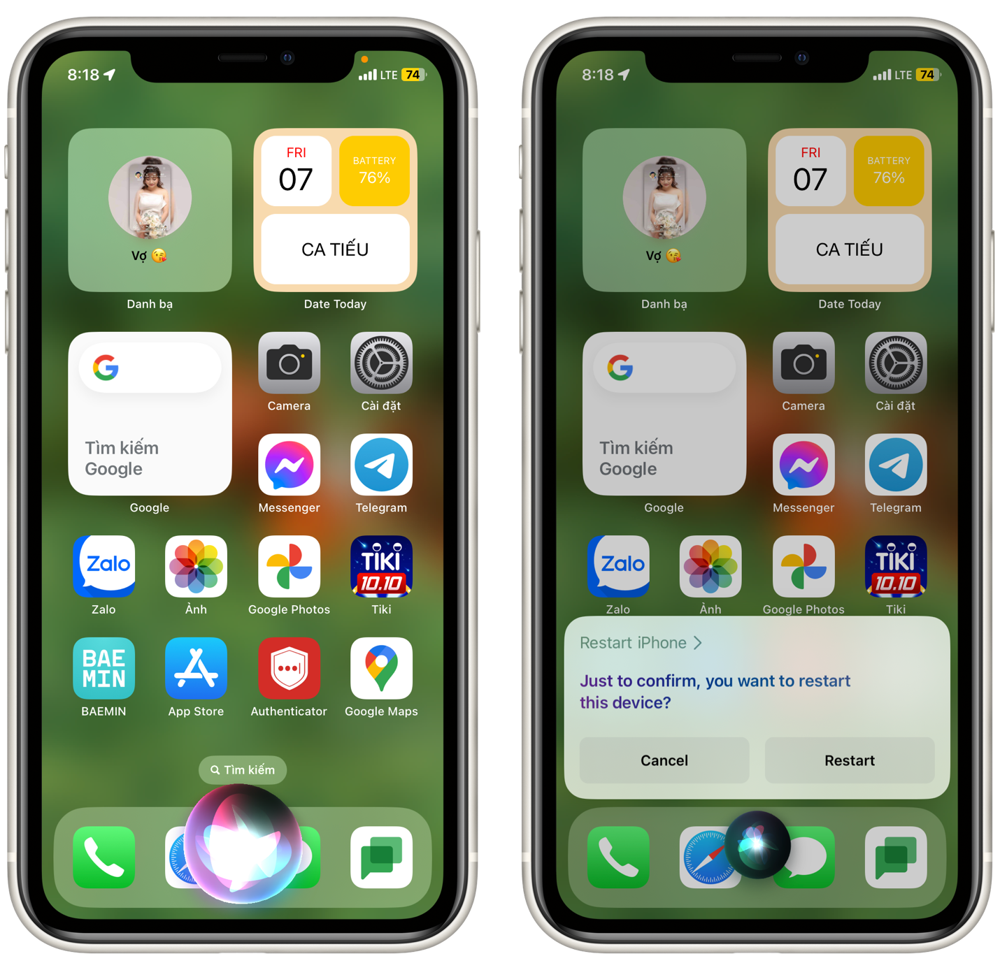 8:18
LTE 74
FRI
07
BATTERY
76%
CA TIẾU
Vợ 😘
Danh bạ
Date Today
Tìm kiếm
Google
Camera
Cài đặt
Messenger
Telegram
Google
Zalo
TiKi
10.10
Zalo
Ảnh
Google Photos
Tiki
BAE
MIN
BAEMIN
App Store
Authenticator
Google Maps
Tìm kiếm
8:18
LTE 74
FRI
07
BATTERY
76%
CA TIẾU
Vợ 😘
Danh bạ
Date Today
Tìm kiếm
Google
Camera
Cài đặt
Messenger
Telegram
Google
Zalo
TiKi
10.10
Zalo
Ảnh
Google Photos
Tiki
Restart iPhone
Just to confirm, you want to restart
this device?
Cancel
Restart